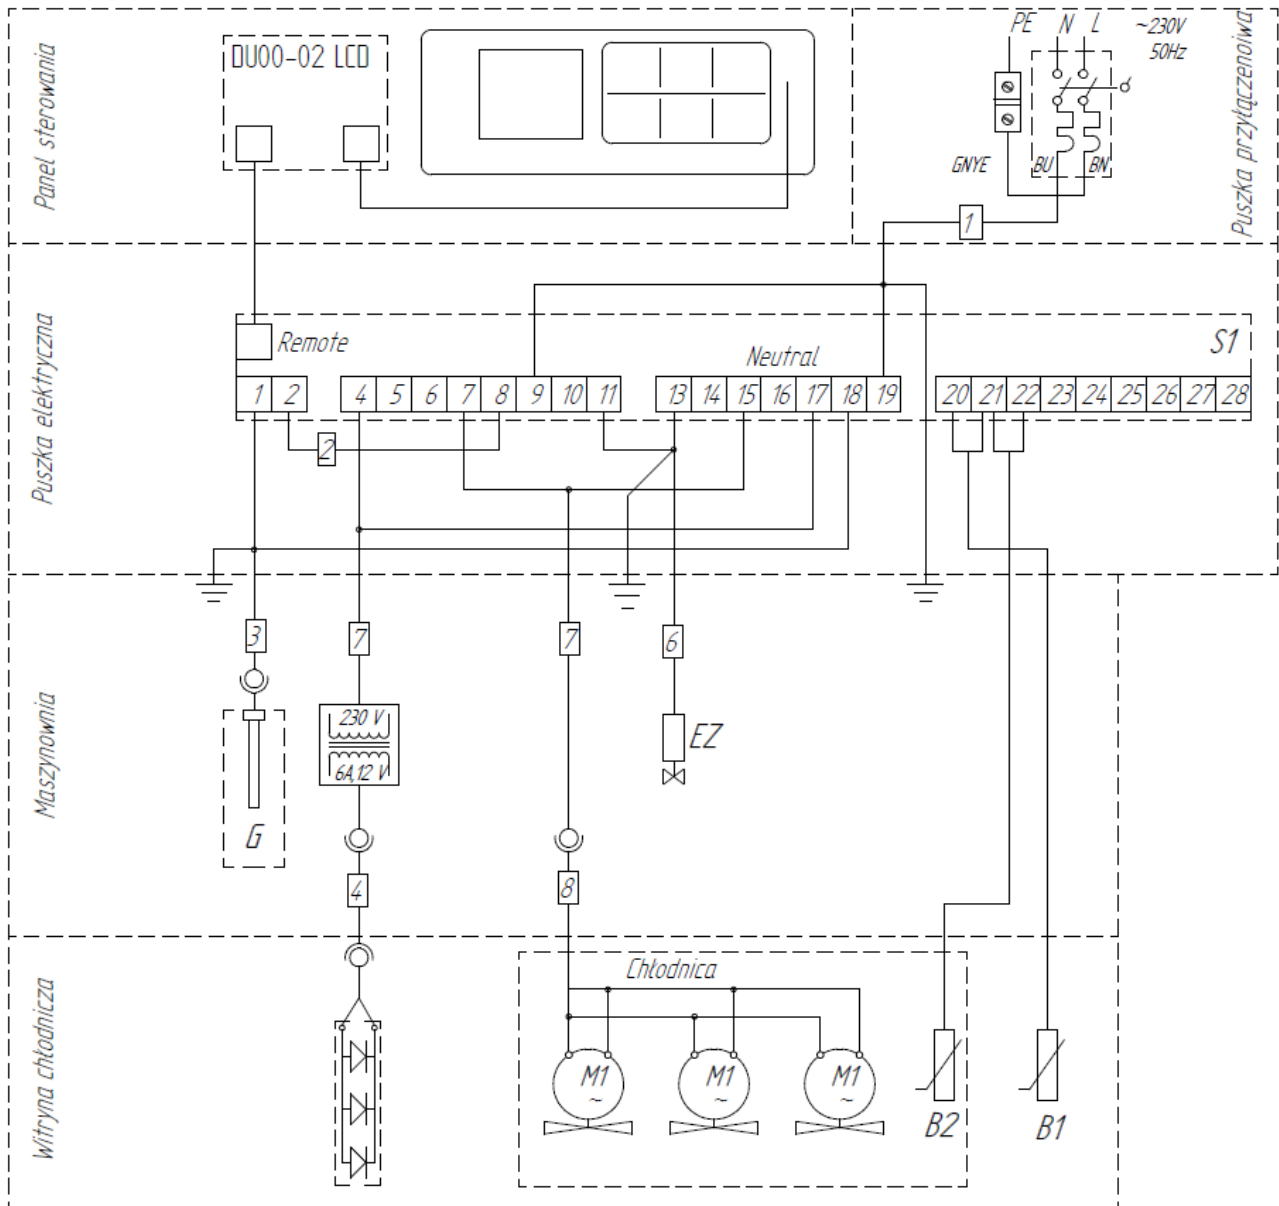 Panel sterowania
DU00-02 LCD
PE N L ~230V
50Hz
GNYE BU BN
Puszka przyłączenoiwa
1
Puszka elektryczna
Remote
Neutral
S1
1 2 4 5 6 7 8 9 10 11 13 14 15 16 17 18 19 20 21 22 23 24 25 26 27 28
2
Maszynownia
3 7 7 6
230 V
6A,12 V
EZ
G
4 8
Witryna chłodnicza
Chłodnica
M1 M1 M1
~ ~ ~
B2 B1